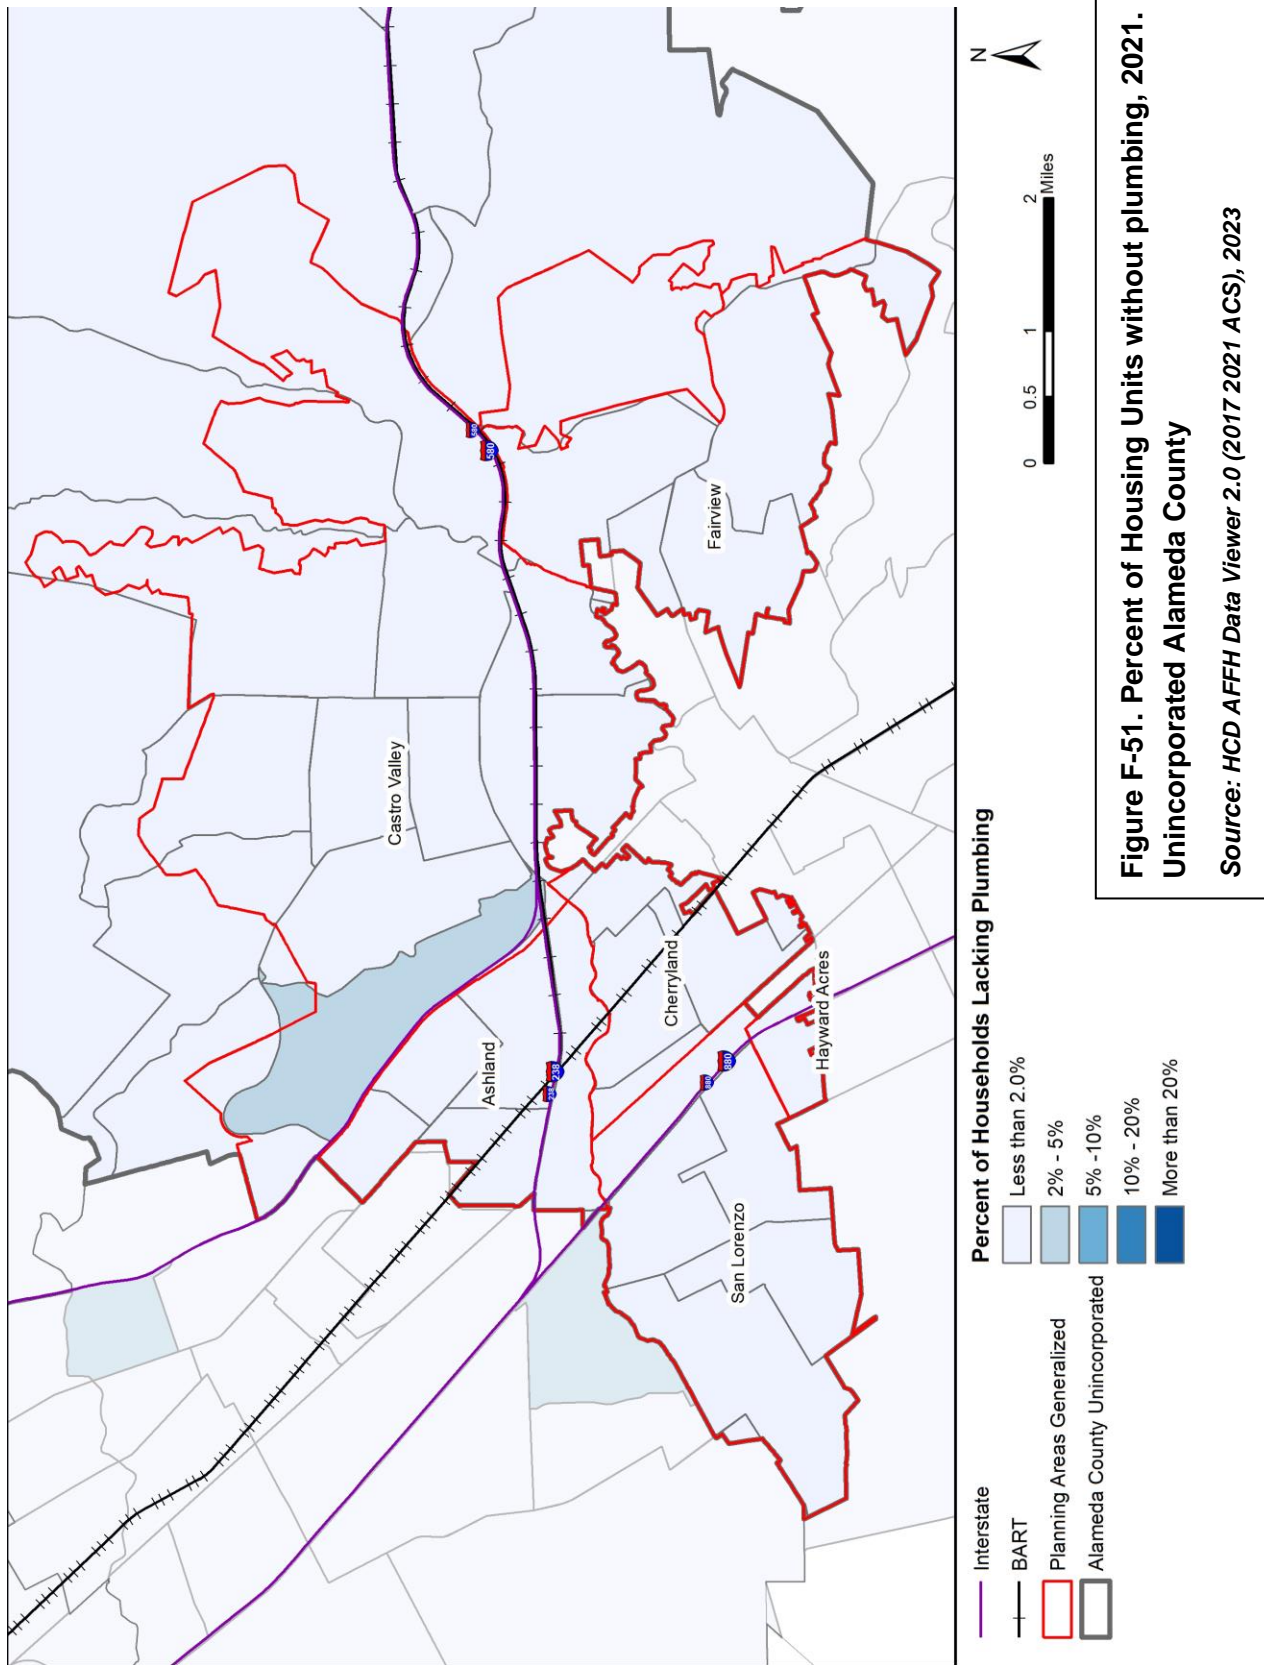 Castro Valley
Fairview
Ashland
Cherryland
Hayward Acres
San Lorenzo
580
580
238
238
880
880
N
0 0.5 1 2
Miles
Interstate
BART
Planning Areas Generalized
Alameda County Unincorporated
Percent of Households Lacking Plumbing
Less than 2.0%
2% - 5%
5% -10%
10% - 20%
More than 20%
Figure F-51. Percent of Housing Units without plumbing, 2021.
Unincorporated Alameda County
Source: HCD AFFH Data Viewer 2.0 (2017 2021 ACS), 2023